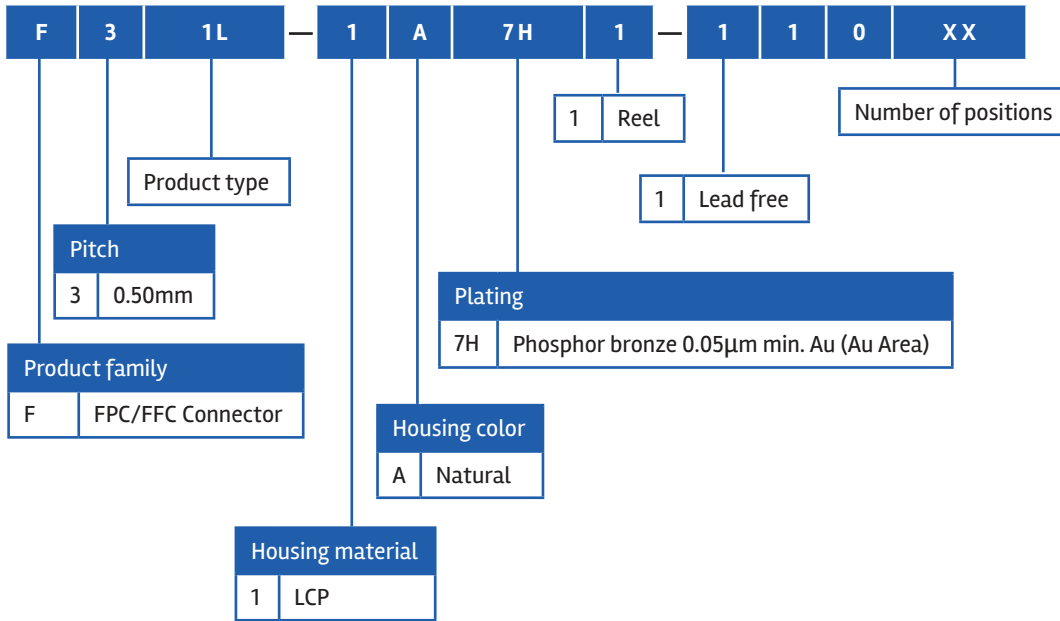 F 3 1L — 1 A 7H 1 — 1 1 0 XX
1 Reel
Number of positions
Product type
1 Lead free
Pitch
3 0.50mm
Plating
7H Phosphor bronze 0.05µm min. Au (Au Area)
Product family
F FPC/FFC Connector
Housing color
A Natural
Housing material
1 LCP